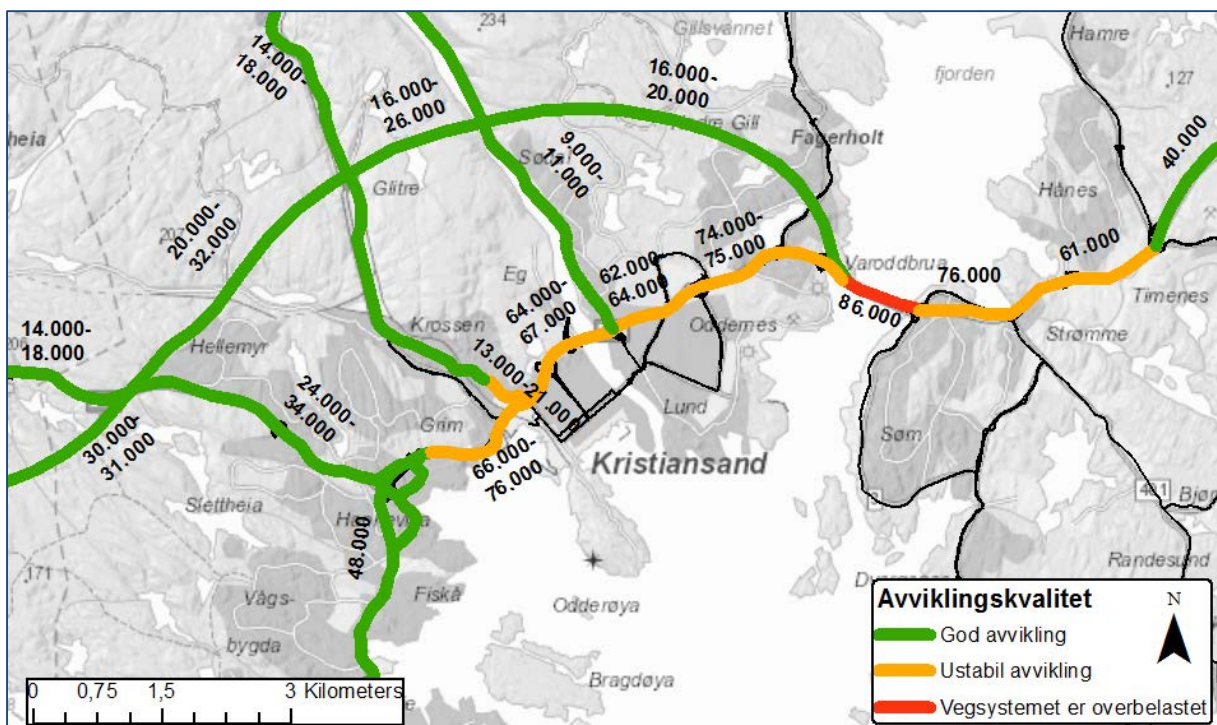 234
Gillsvannet
Hamre
127
fjorden
14.000-
18.000
16.000-
26.000
16.000-
20.000
Fagerholt
9.000-
11.000
40.000
Glitre
Hånes
207
20.000-
32.000
74.000-
75.000
61.000
Eg
62.000
64.000
Varoddbrua
76.000
86.000
Timenes
64.000-
67.000
14.000-
18.000
206
Krossen
Hellemyr
Oddernes
Strømme
13.000-
21.000
24.000-
34.000
Grim
Lund
Søm
30.000-
31.000
66.000-
76.000
Kristiansand
Slettheia
401
48.000
Randesund
171
Vågs-
bygda
Fiskå
Odderøya
Bragdøya
Avviklingskvalitet
N
God avvikling
Ustabil avvikling
Vegsystemet er overbelastet
0 0,75 1,5 3 Kilometers